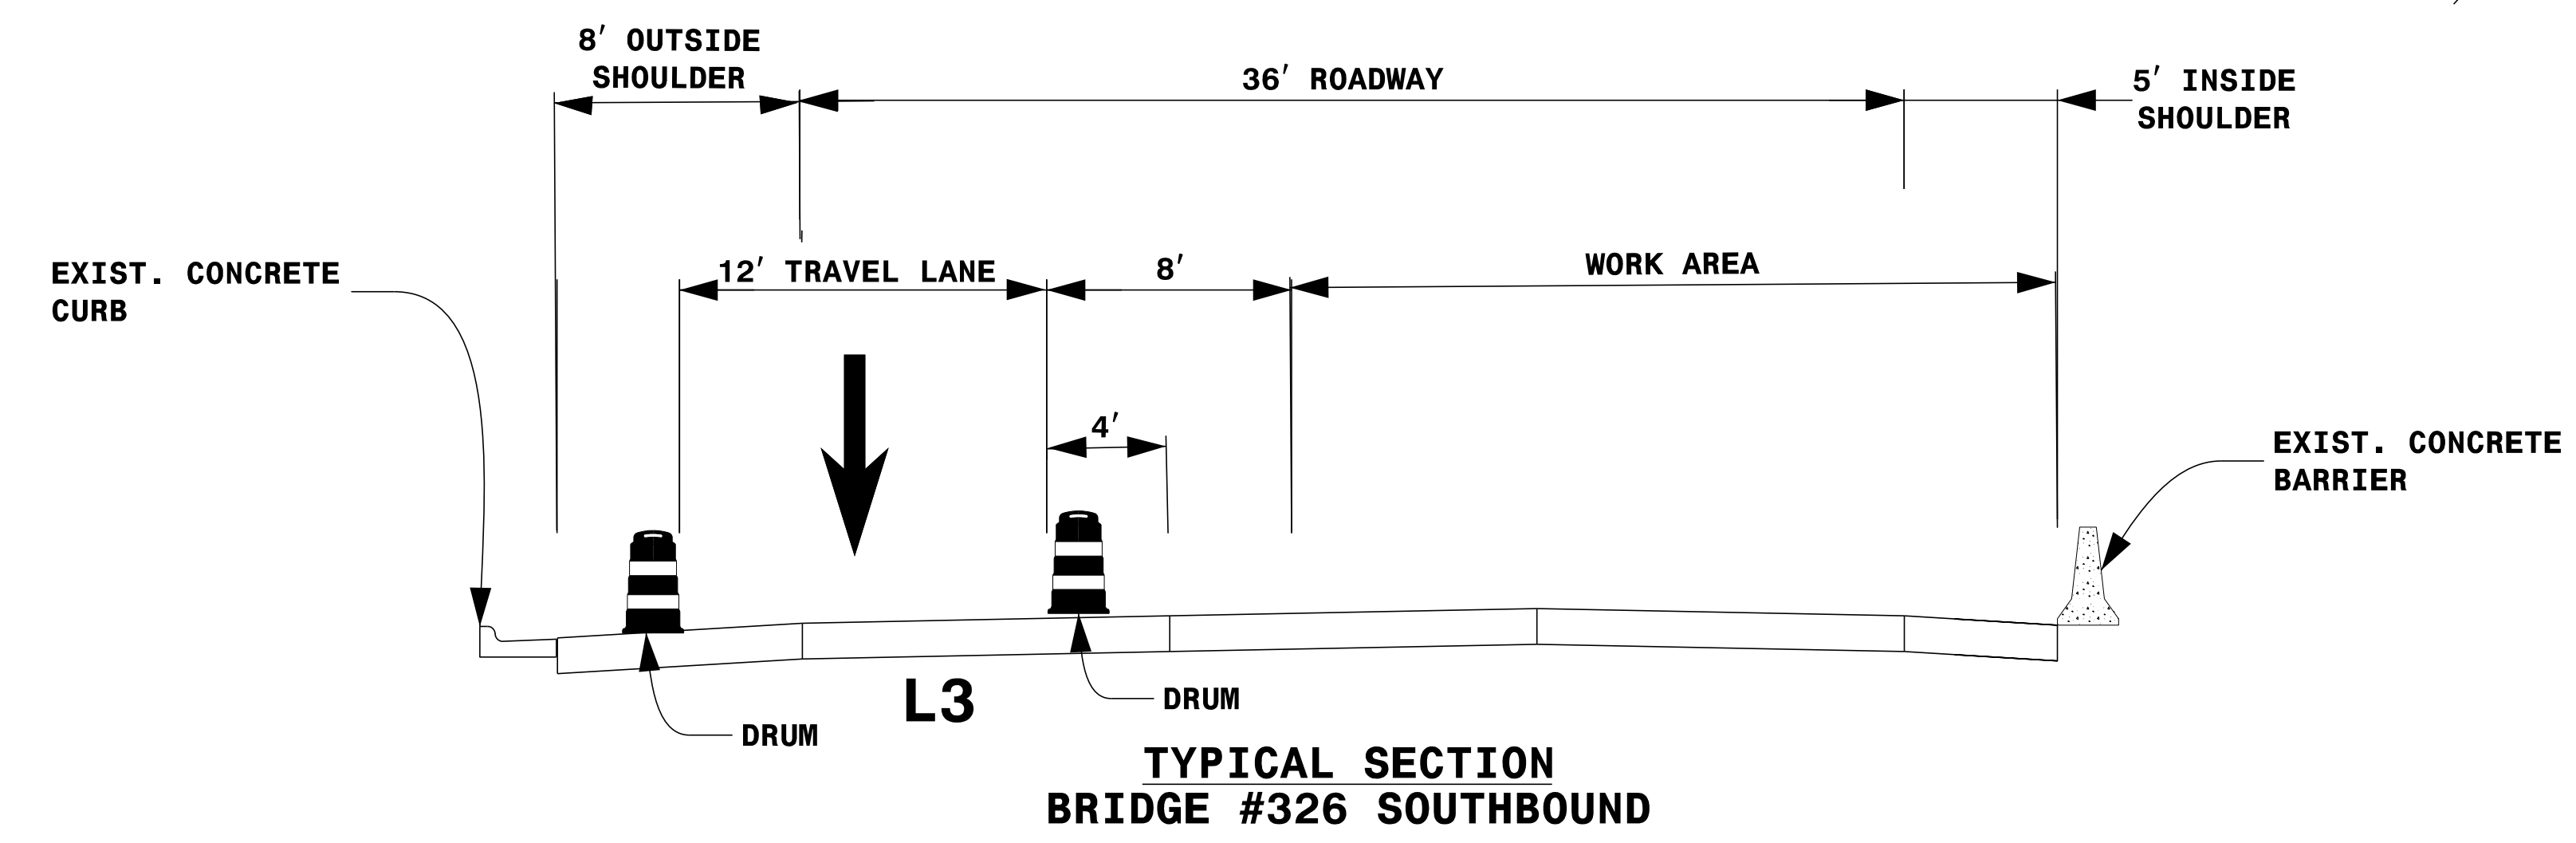 8' OUTSIDE
SHOULDER
36' ROADWAY
5' INSIDE
SHOULDER
EXIST. CONCRETE
CURB
12' TRAVEL LANE
8'
WORK AREA
4'
EXIST. CONCRETE
BARRIER
L3
DRUM
DRUM
TYPICAL SECTION
BRIDGE #326 SOUTHBOUND